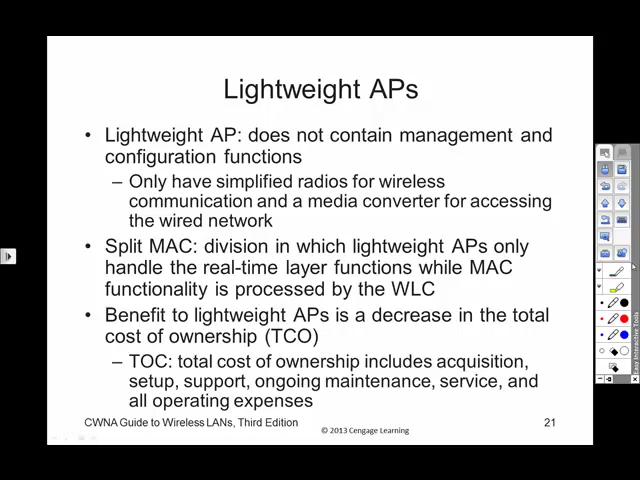 Lightweight APs
• Lightweight AP: does not contain management and
configuration functions
– Only have simplified radios for wireless
communication and a media converter for accessing
the wired network
• Split MAC: division in which lightweight APs only
handle the real-time layer functions while MAC
functionality is processed by the WLC
• Benefit to lightweight APs is a decrease in the total
cost of ownership (TCO)
– TOC: total cost of ownership includes acquisition,
setup, support, ongoing maintenance, service, and
all operating expenses
CWNA Guide to Wireless LANs, Third Edition
© 2013 Cengage Learning
21
Easy Interactive Tools